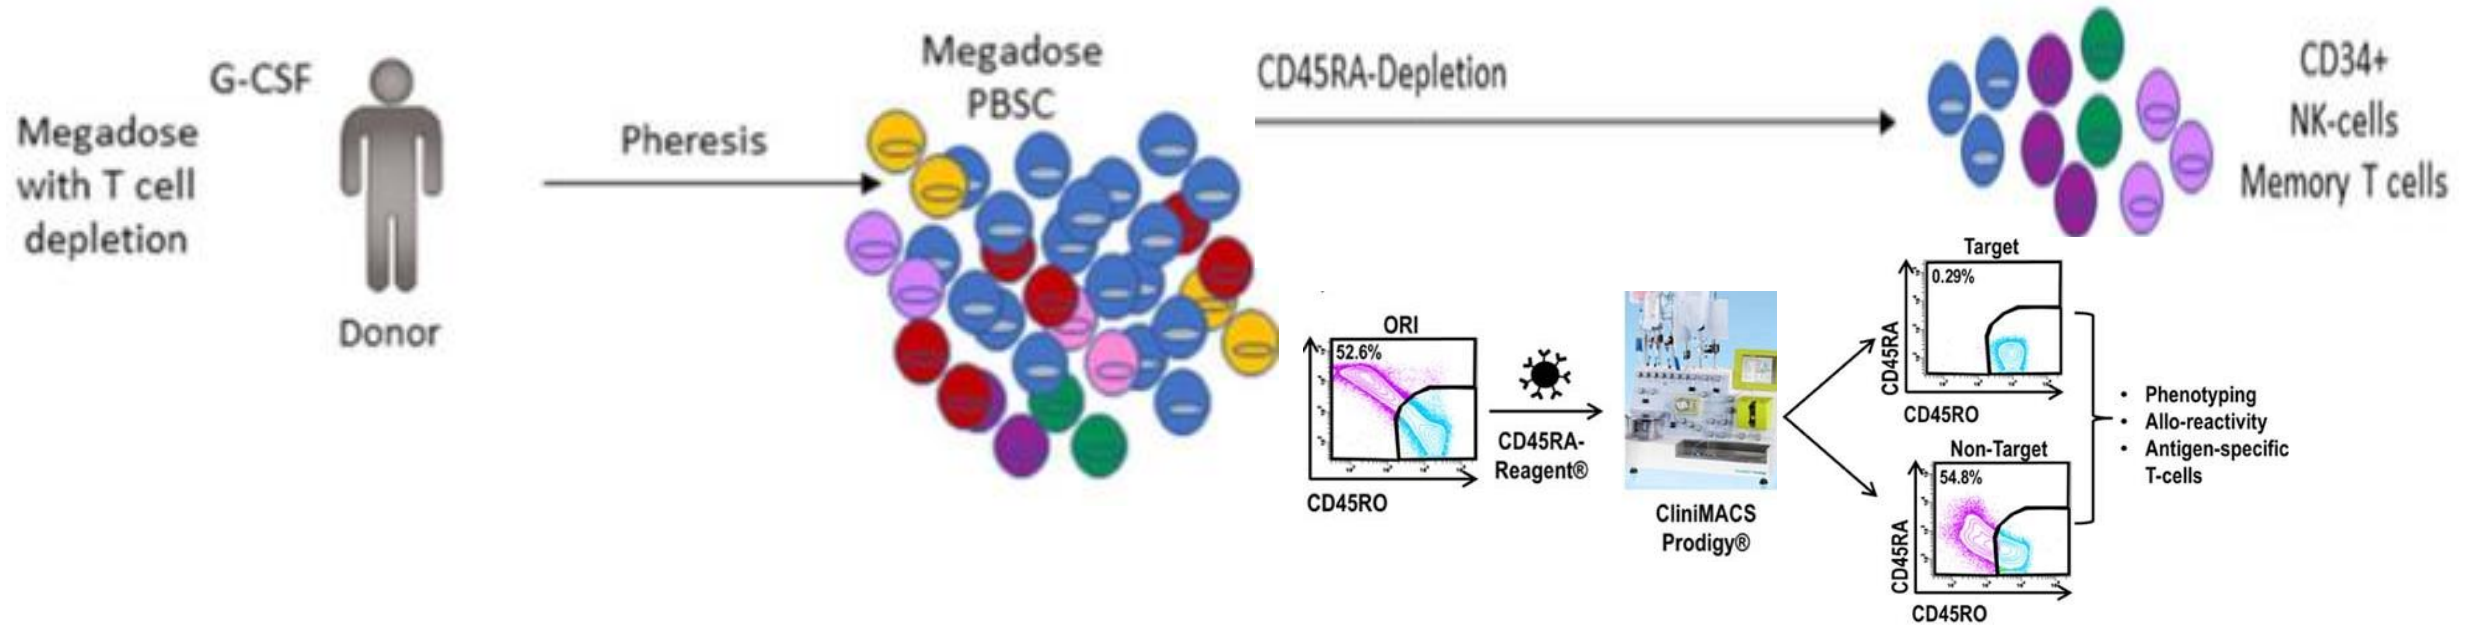 G-CSF
Megadose
with T cell
depletion
Donor
Pheresis
Megadose
PBSC
CD45RA-Depletion
CD34+
NK-cells
Memory T cells
ORI
52.6%
CD45RO
CD45RA-
Reagent®
CliniMACS
Prodigy®
Target
0.29%
CD45RA
CD45RO
Non-Target
54.8%
CD45RA
CD45RO
• Phenotyping
• Allo-reactivity
• Antigen-specific
T-cells